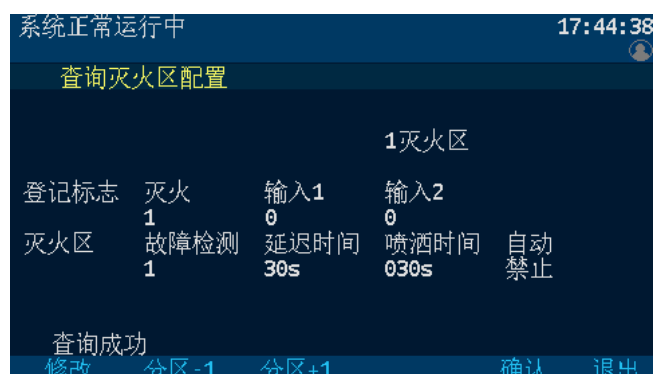 系统正常运行中 17:44:38
查询灭火区配置
1灭火区
登记标志 灭火 输入1 输入2
1 0 0
灭火区 故障检测 延迟时间 喷洒时间 自动
1 30s 030s 禁止
查询成功
修改 分区-1 分区+1 确认 退出